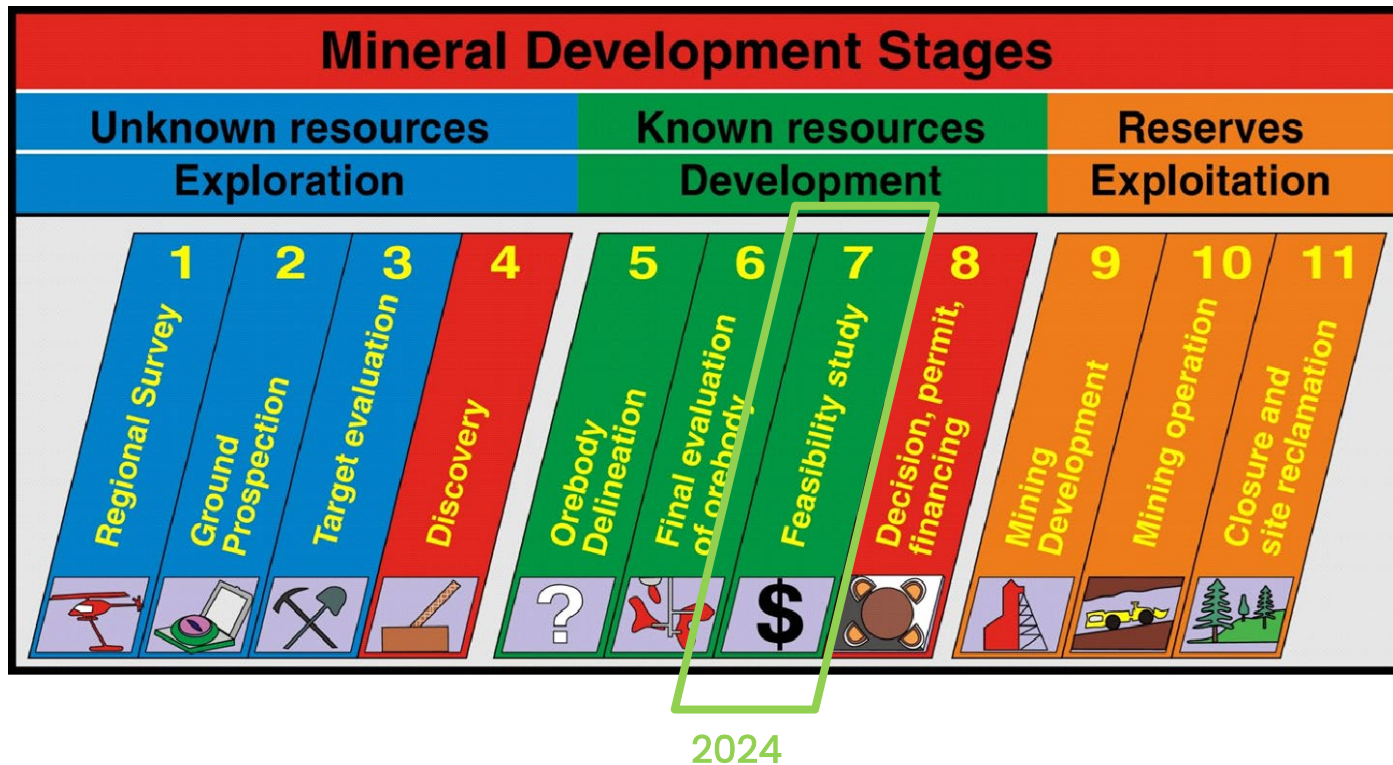 Mineral Development Stages
Unknown resources
Known resources
Reserves
Exploration
Development
Exploitation
1
Regional Survey
2
Ground
Prospection
3
Target evaluation
4
Discovery
5
Orebody
Delineation
6
Final evaluation
of orebody
7
Feasibility study
$
8
Decision, permit,
financing
9
Mining
Development
10
Mining operation
11
Closure and
site reclamation
?
2024